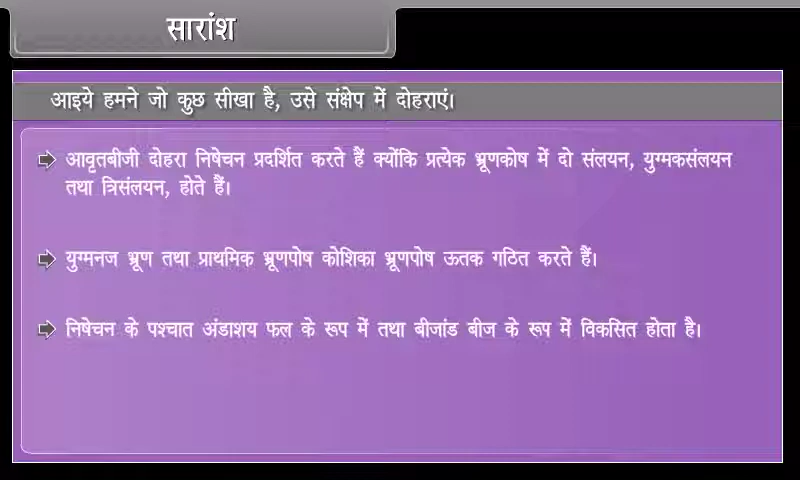 सारांश
आइये हमने जो कुछ सीखा है, उसे संक्षेप में दोहराएं।
आवृतबीजी दोहरा निषेचन प्रदर्शित करते हैं क्योंकि प्रत्येक भ्रूणकोष में दो संलयन, युग्मकसंलयन
तथा त्रिसंलयन, होते हैं।
युग्मनज भ्रूण तथा प्राथमिक भ्रूणपोष कोशिका भ्रूणपोष ऊतक गठित करते हैं।
निषेचन के पश्चात अंडाशय फल के रूप में तथा बीजांड बीज के रूप में विकसित होता है।